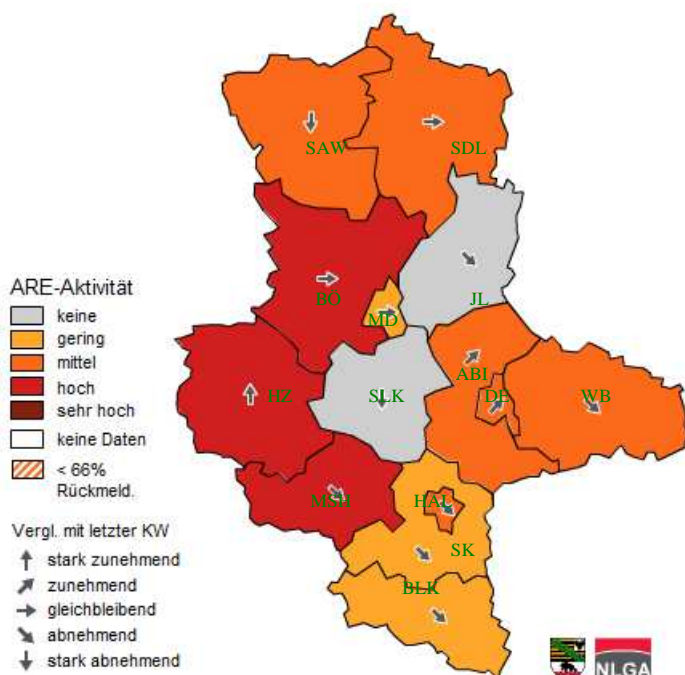 SAW
SDL
BÖ
MD
JL
HZ
SLK
ABI
DE
WB
MSH
HAL
SK
BLK
ARE-Aktivität
keine
gering
mittel
hoch
sehr hoch
keine Daten
< 66%
Rückmeld.
Vergl. mit letzter KW
stark zunehmend
zunehmend
gleichbleibend
abnehmend
stark abnehmend
NLGA